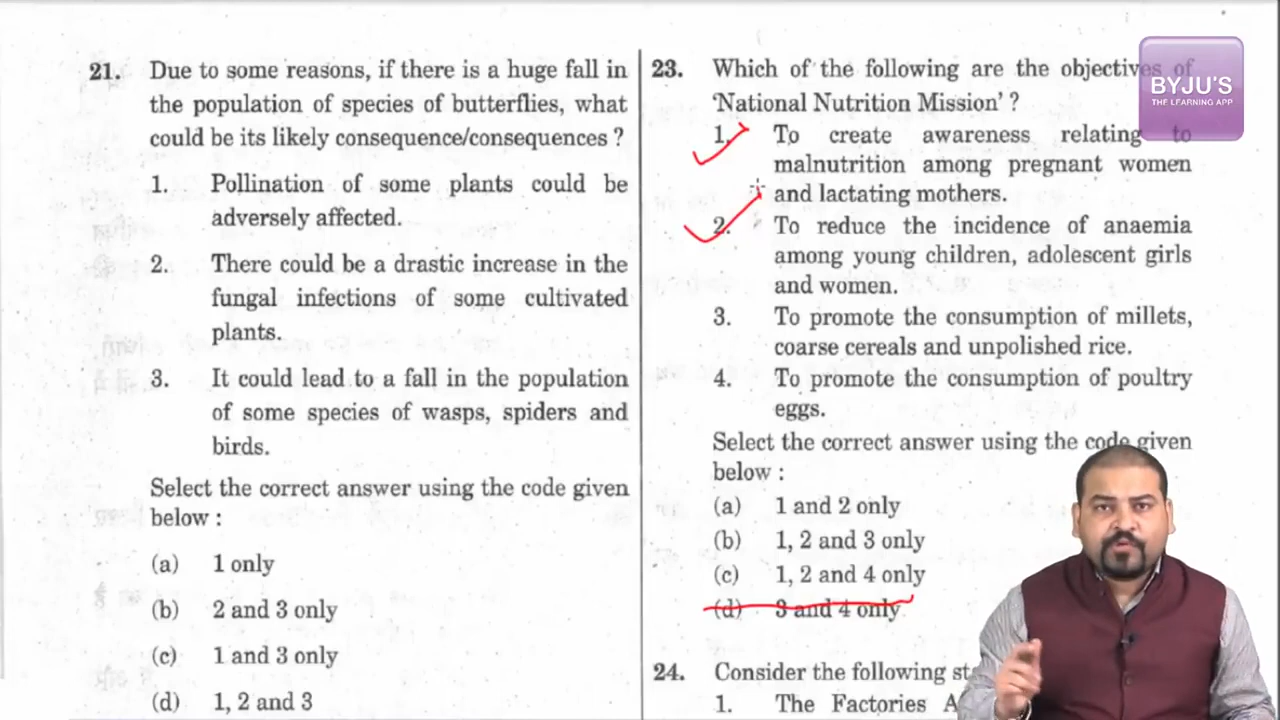 21. Due to some reasons, if there is a huge fall in
the population of species of butterflies, what
could be its likely consequence/consequences ?
1. Pollination of some plants could be
adversely affected.
2. There could be a drastic increase in the
fungal infections of some cultivated
plants.
3. It could lead to a fall in the population
of some species of wasps, spiders and
birds.
Select the correct answer using the code given
below :
(a) 1 only
(b) 2 and 3 only
(c) 1 and 3 only
(d) 1, 2 and 3
23. Which of the following are the objectives of
'National Nutrition Mission' ?
1. To create awareness relating to
malnutrition among pregnant women
and lactating mothers.
2. To reduce the incidence of anaemia
among young children, adolescent girls
and women.
3. To promote the consumption of millets,
coarse cereals and unpolished rice.
4. To promote the consumption of poultry
eggs.
Select the correct answer using the code given
below :
(a) 1 and 2 only
(b) 1, 2 and 3 only
(c) 1, 2 and 4 only
(d) 3 and 4 only
24. Consider the following
1. The Factories
BYJU'S
THE LEARNING APP